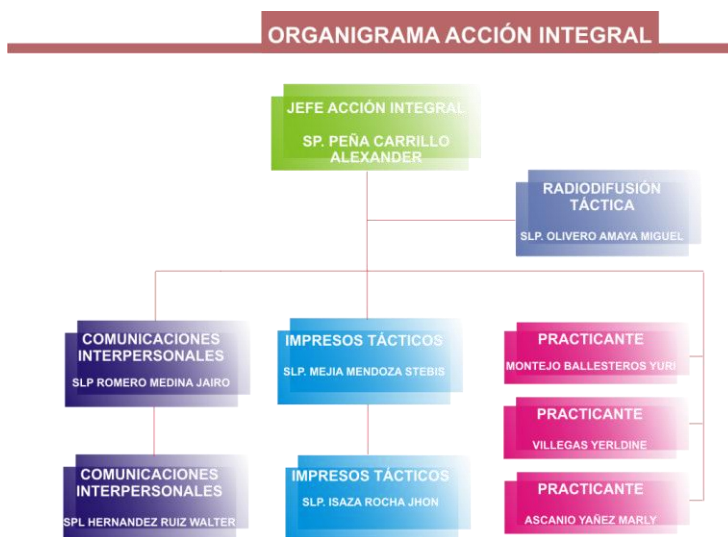 ORGANIGRAMA ACCIÓN INTEGRAL
JEFE ACCIÓN INTEGRAL
SP. PEÑA CARRILLO
ALEXANDER
RADIODIFUSIÓN
TÁCTICA
SLP. OLIVERO AMAYA MIGUEL
COMUNICACIONES
INTERPERSONALES
SLP ROMERO MEDINA JAIRO
IMPRESOS TÁCTICOS
SLP. MEJIA MENDOZA STEBIS
PRACTICANTE
MONTEJO BALLESTEROS YURI
PRACTICANTE
VILLEGAS YERLDINE
COMUNICACIONES
INTERPERSONALES
SPL HERNANDEZ RUIZ WALTER
IMPRESOS TÁCTICOS
SLP. ISAZA ROCHA JHON
PRACTICANTE
ASCANIO YAÑEZ MARLY